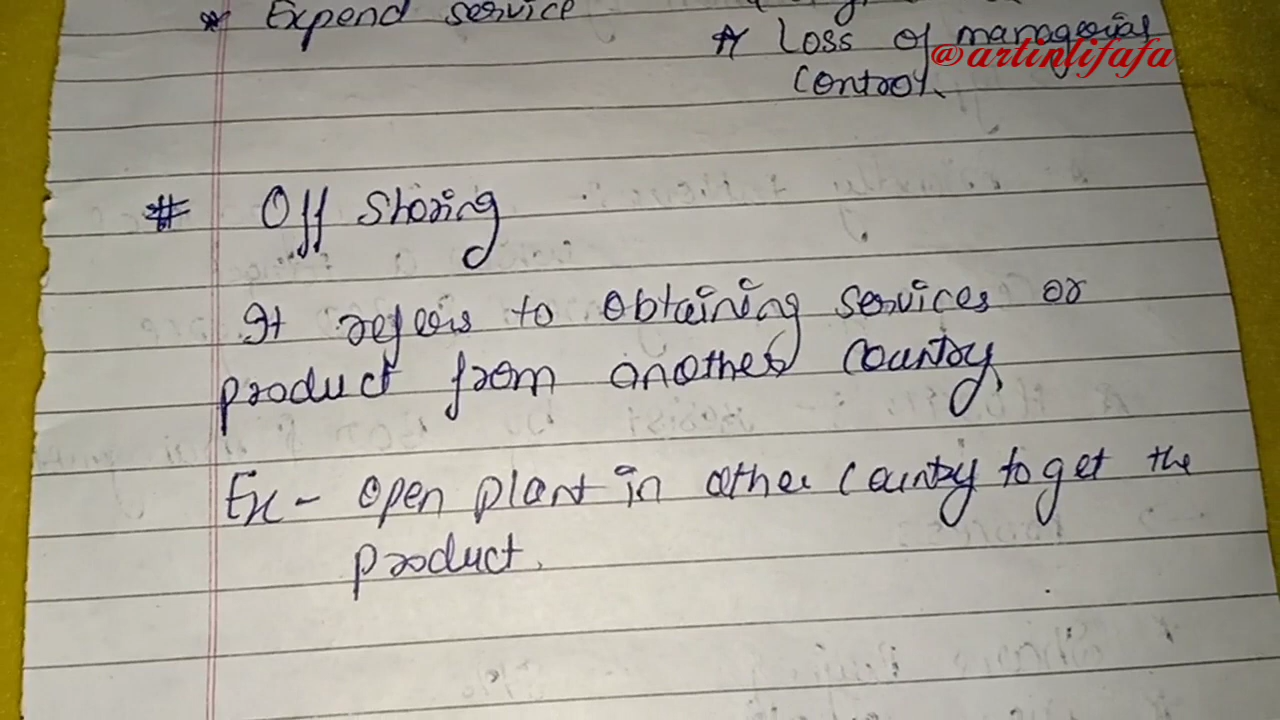 * Expend service
* Loss of managerial
@artinlifafa
control.
# Off Shoring
It refers to obtaining services or
product from another country.
Ex - Open plant in other country to get the
product.